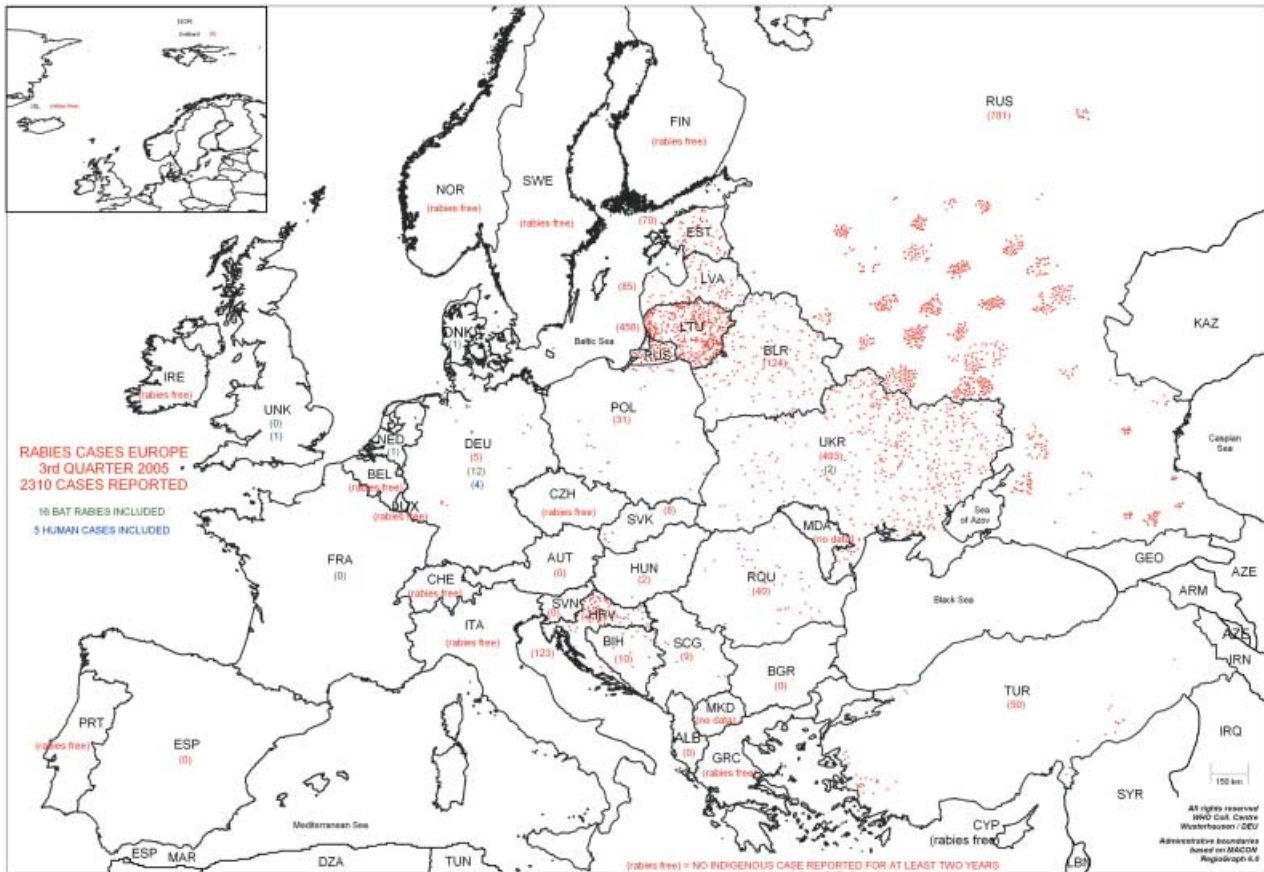 NOR
Svalbard (0)
ISL (rabies free)
RUS
(781)
FIN
(rabies free)
SWE
(rabies free)
NOR
(rabies free)
(70)
EST
(85)
LVA
(458)
LTU
KAZ
DNK
(1)
Baltic Sea
RUS
BLR
(124)
IRE
(rabies free)
UNK
(0)
(1)
POL
(31)
NED
(1)
DEU
(5)
(12)
(4)
UKR
(493)
(2)
Caspian
Sea
RABIES CASES EUROPE
3rd QUARTER 2005
2310 CASES REPORTED
16 BAT RABIES INCLUDED
5 HUMAN CASES INCLUDED
BEL
(rabies free)
LUX
(rabies free)
CZH
(rabies free)
SVK
(8)
Sea
of Azov
MDA
(no data)
FRA
(0)
AUT
(0)
HUN
(2)
CHE
(rabies free)
ROU
(40)
GEO
AZE
SVN
(0)
HRV
Black Sea
ARM
ITA
(rabies free)
(123)
BIH
(10)
SCG
(9)
AZE
BGR
(0)
IRN
MKD
(no data)
TUR
(50)
PRT
(rabies free)
ESP
(0)
ALB
(0)
GRC
(rabies free)
IRQ
150 km
SYR
Mediterranean Sea
CYP
(rabies free)
All rights reserved
WHO Coll. Centre
Wusterhausen / DEU
Administrative boundaries
based on MACON
RegioGraph 6.0
ESP
MAR
DZA
TUN
LBN
(rabies free) = NO INDIGENOUS CASE REPORTED FOR AT LEAST TWO YEARS